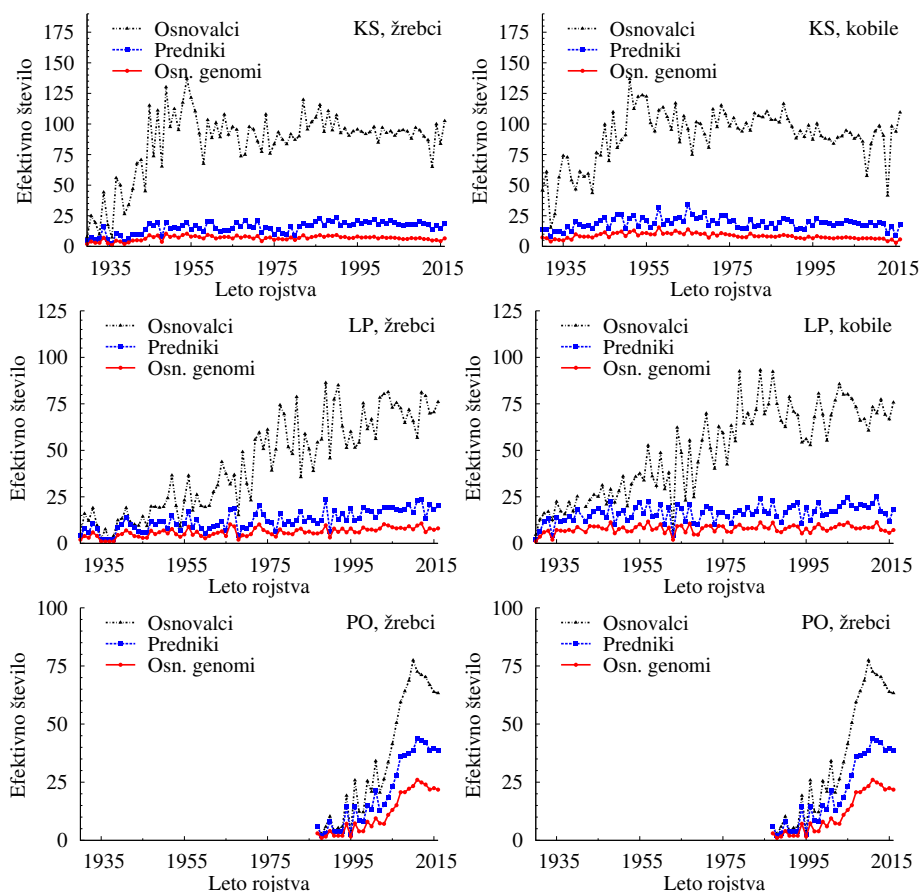 KS, žrebci
Osnovalci
Predniki
Osn. genomi
Efektivno število
175
150
125
100
75
50
25
0
1935
1955
1975
1995
2015
Leto rojstva
KS, kobile
Osnovalci
Predniki
Osn. genomi
Efektivno število
175
150
125
100
75
50
25
0
1935
1955
1975
1995
2015
Leto rojstva
LP, žrebci
Osnovalci
Predniki
Osn. genomi
Efektivno število
125
100
75
50
25
0
1935
1955
1975
1995
2015
Leto rojstva
LP, kobile
Osnovalci
Predniki
Osn. genomi
Efektivno število
125
100
75
50
25
0
1935
1955
1975
1995
2015
Leto rojstva
PO, žrebci
Osnovalci
Predniki
Osn. genomi
Efektivno število
100
75
50
25
0
1935
1955
1975
1995
2015
Leto rojstva
PO, žrebci
Osnovalci
Predniki
Osn. genomi
Efektivno število
100
75
50
25
0
1935
1955
1975
1995
2015
Leto rojstva